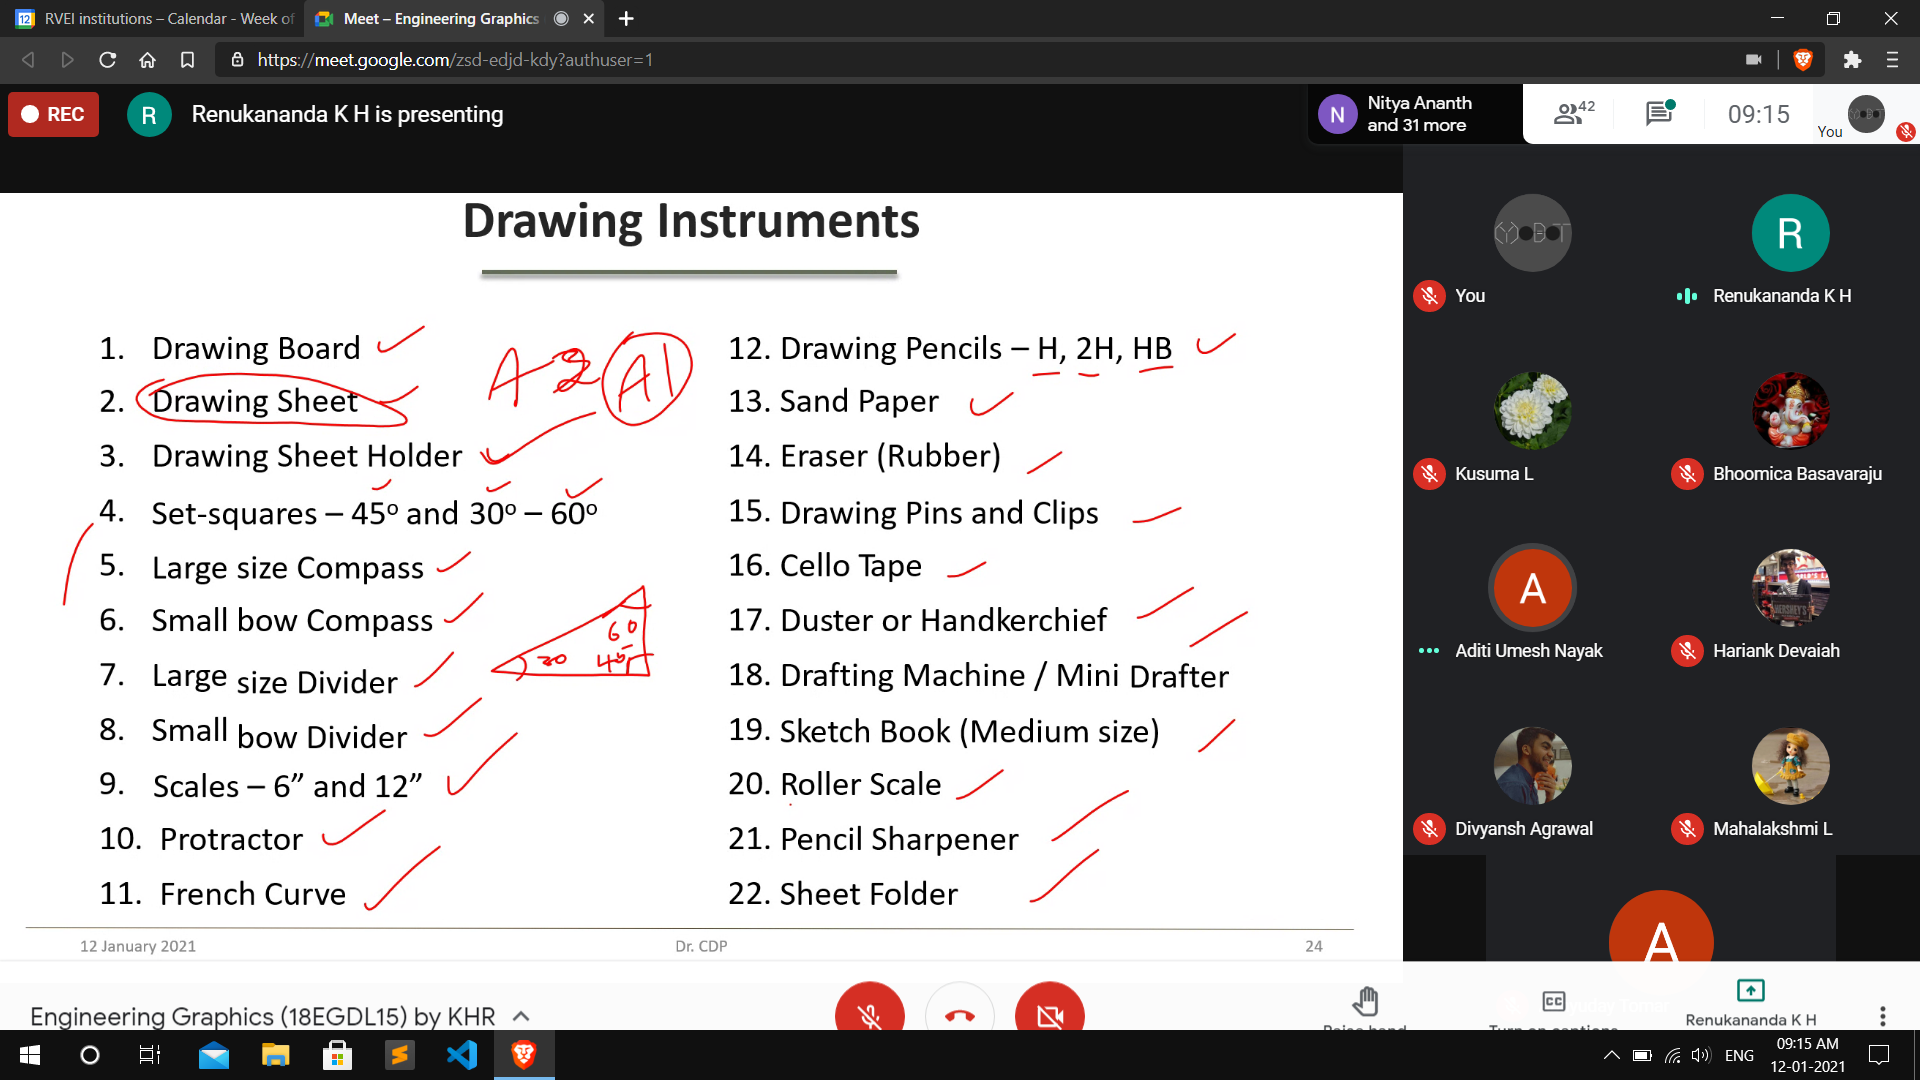 RVEI institutions – Calendar - Week of
Meet – Engineering Graphics
https://meet.google.com/zsd-edjd-kdy?authuser=1
REC
R
Renukananda K H is presenting
N
Nitya Ananth
and 31 more
42
09:15
You
Drawing Instruments
1. Drawing Board
2. Drawing Sheet
3. Drawing Sheet Holder
4. Set-squares – 45° and 30° – 60°
5. Large size Compass
6. Small bow Compass
7. Large size Divider
8. Small bow Divider
9. Scales – 6” and 12”
10. Protractor
11. French Curve
A-2 A1
60
30 45
12. Drawing Pencils – H, 2H, HB
13. Sand Paper
14. Eraser (Rubber)
15. Drawing Pins and Clips
16. Cello Tape
17. Duster or Handkerchief
18. Drafting Machine / Mini Drafter
19. Sketch Book (Medium size)
20. Roller Scale
21. Pencil Sharpener
22. Sheet Folder
12 January 2021
Dr. CDP
24
You
R
Renukananda K H
Kusuma L
Bhoomica Basavaraju
A
Aditi Umesh Nayak
Hariank Devaiah
Divyansh Agrawal
Mahalakshmi L
A
Engineering Graphics (18EGDL15) by KHR
Raise hand
CC
Turn on captions
Renukananda K H
ENG
09:15 AM
12-01-2021